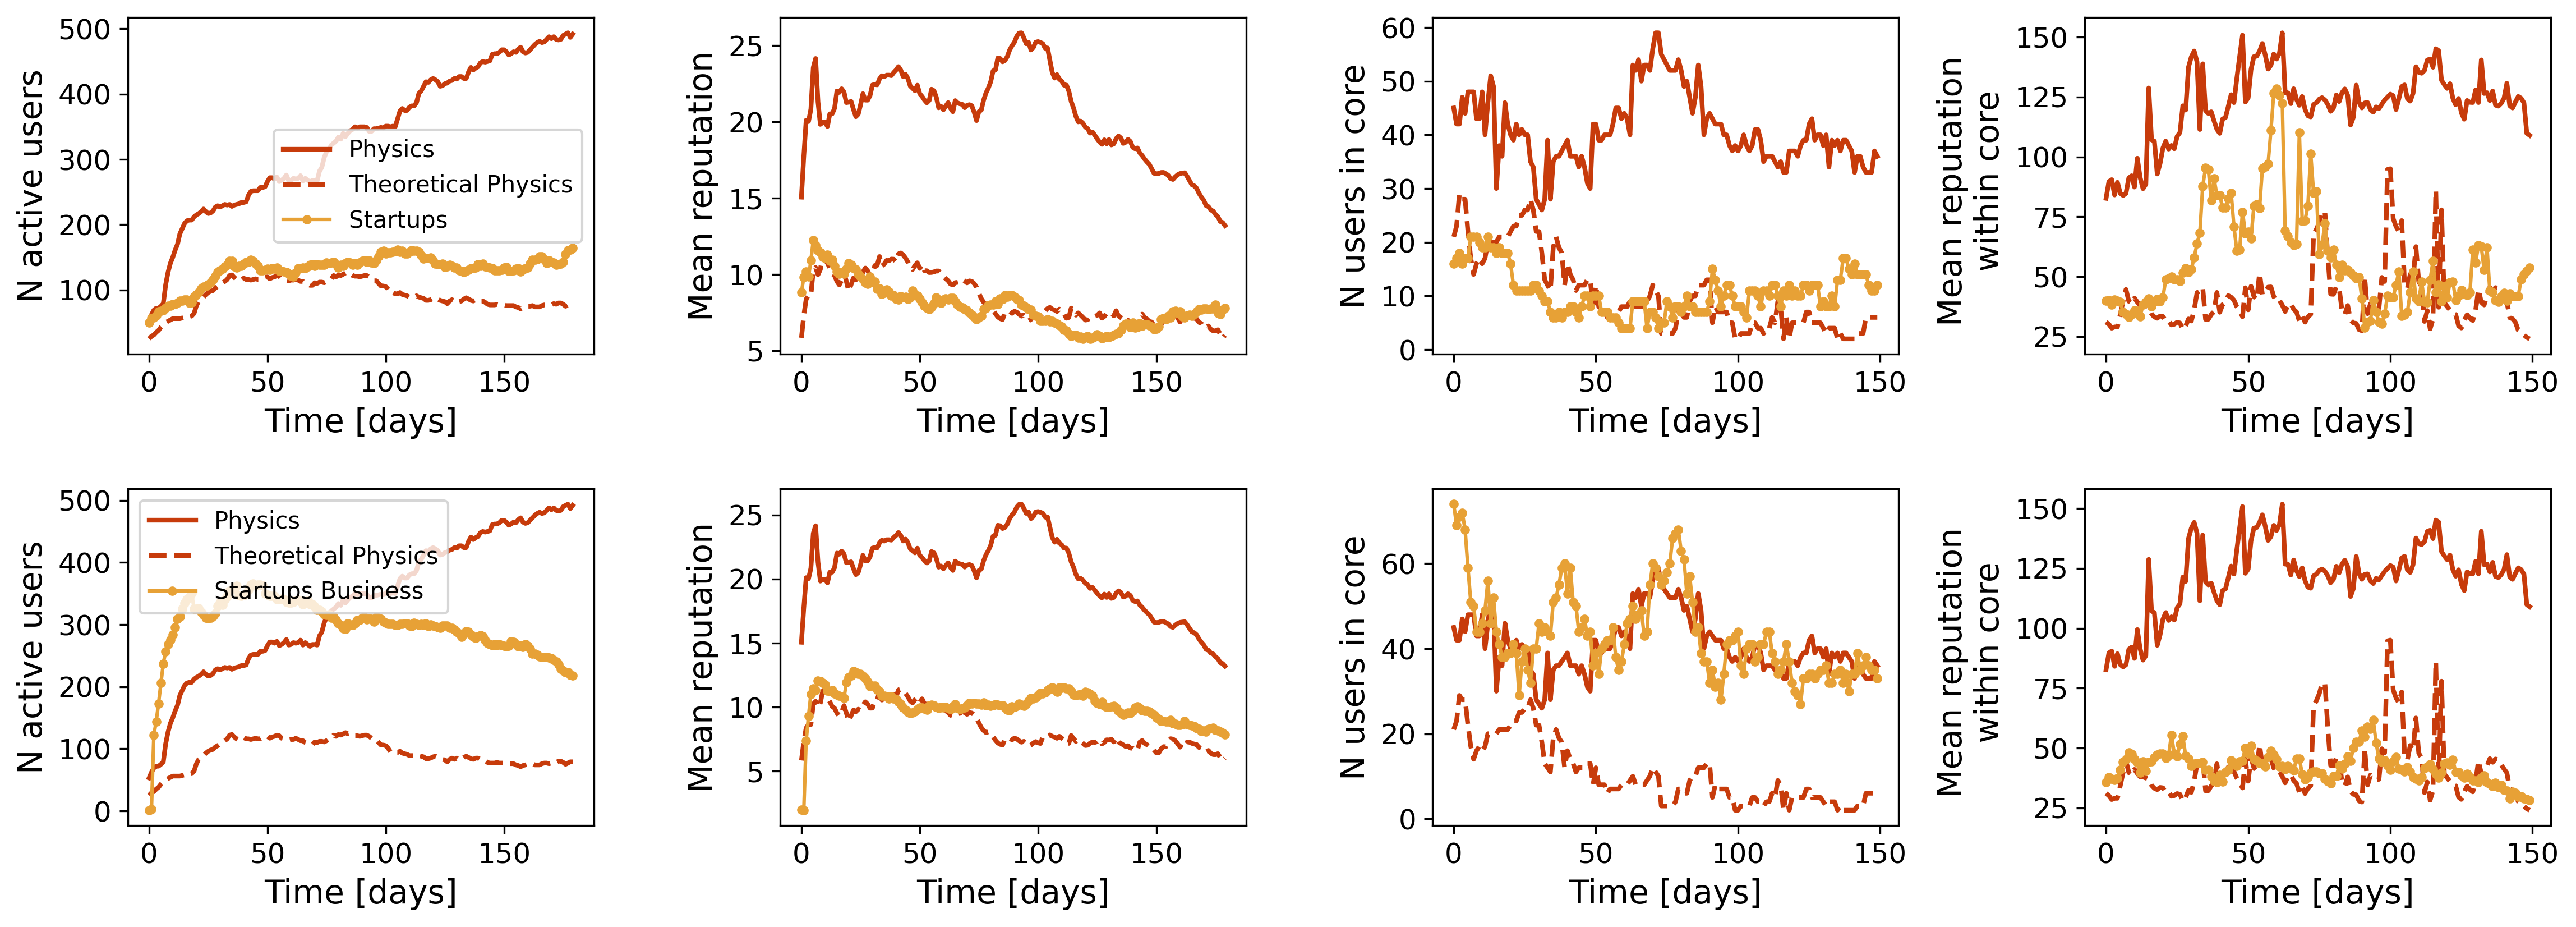 500
400
300
200
100
N active users
Physics
Theoretical Physics
Startups
0 50 100 150
Time [days]
25
20
15
10
5
Mean reputation
0 50 100 150
Time [days]
60
50
40
30
20
10
0
N users in core
0 50 100 150
Time [days]
150
125
100
75
50
25
Mean reputation
within core
0 50 100 150
Time [days]
500
400
300
200
100
0
N active users
Physics
Theoretical Physics
Startups Business
0 50 100 150
Time [days]
25
20
15
10
5
Mean reputation
0 50 100 150
Time [days]
60
40
20
0
N users in core
0 50 100 150
Time [days]
150
125
100
75
50
25
Mean reputation
within core
0 50 100 150
Time [days]